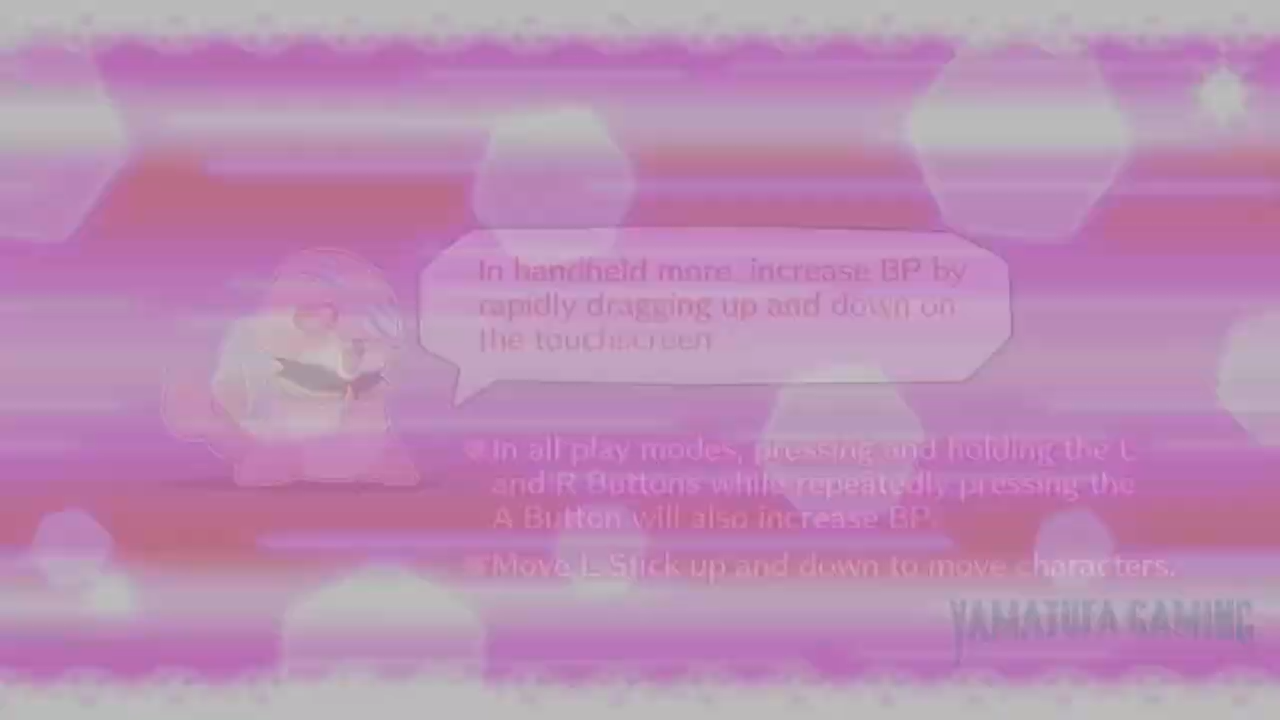 In handheld more, increase BP by
rapidly dragging up and down on
the touchscreen
In all play modes, pressing and holding the L
and R Buttons while repeatedly pressing the
A Button will also increase BP.
Move L Stick up and down to move characters.
YAMATUFA GAMING